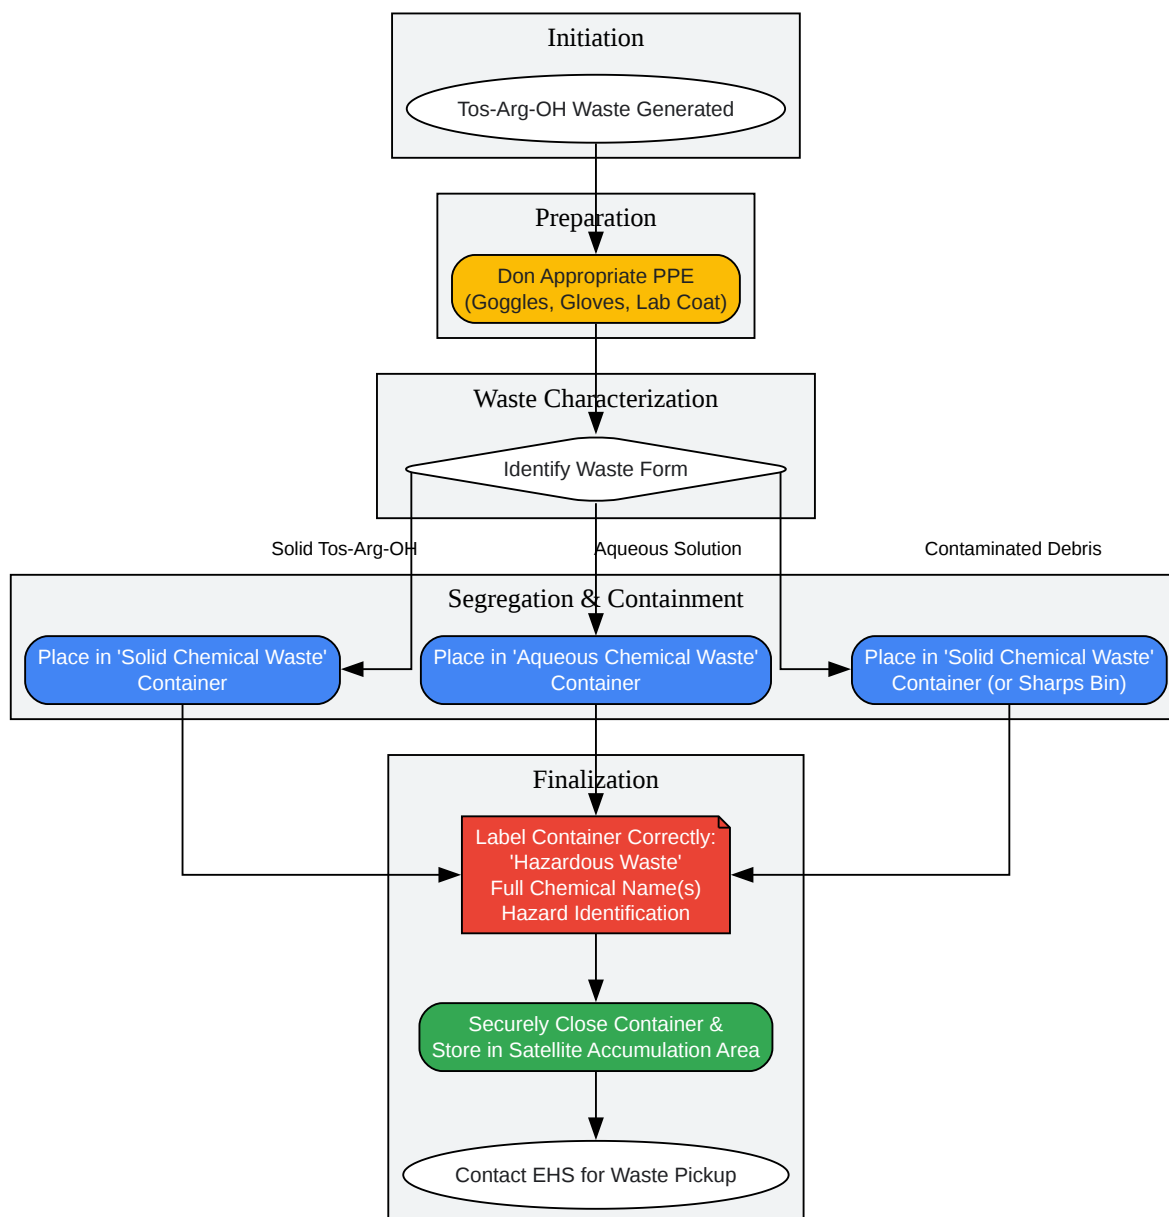 Initiation
Tos-Arg-OH Waste Generated
Preparation
Don Appropriate PPE
(Goggles, Gloves, Lab Coat)
Waste Characterization
Identify Waste Form
Solid Tos-Arg-OH
Aqueous Solution
Contaminated Debris
Segregation & Containment
Place in 'Solid Chemical Waste'
Container
Place in 'Aqueous Chemical Waste'
Container
Place in 'Solid Chemical Waste'
Container (or Sharps Bin)
Finalization
Label Container Correctly:
'Hazardous Waste'
Full Chemical Name(s)
Hazard Identification
Securely Close Container &
Store in Satellite Accumulation Area
Contact EHS for Waste Pickup